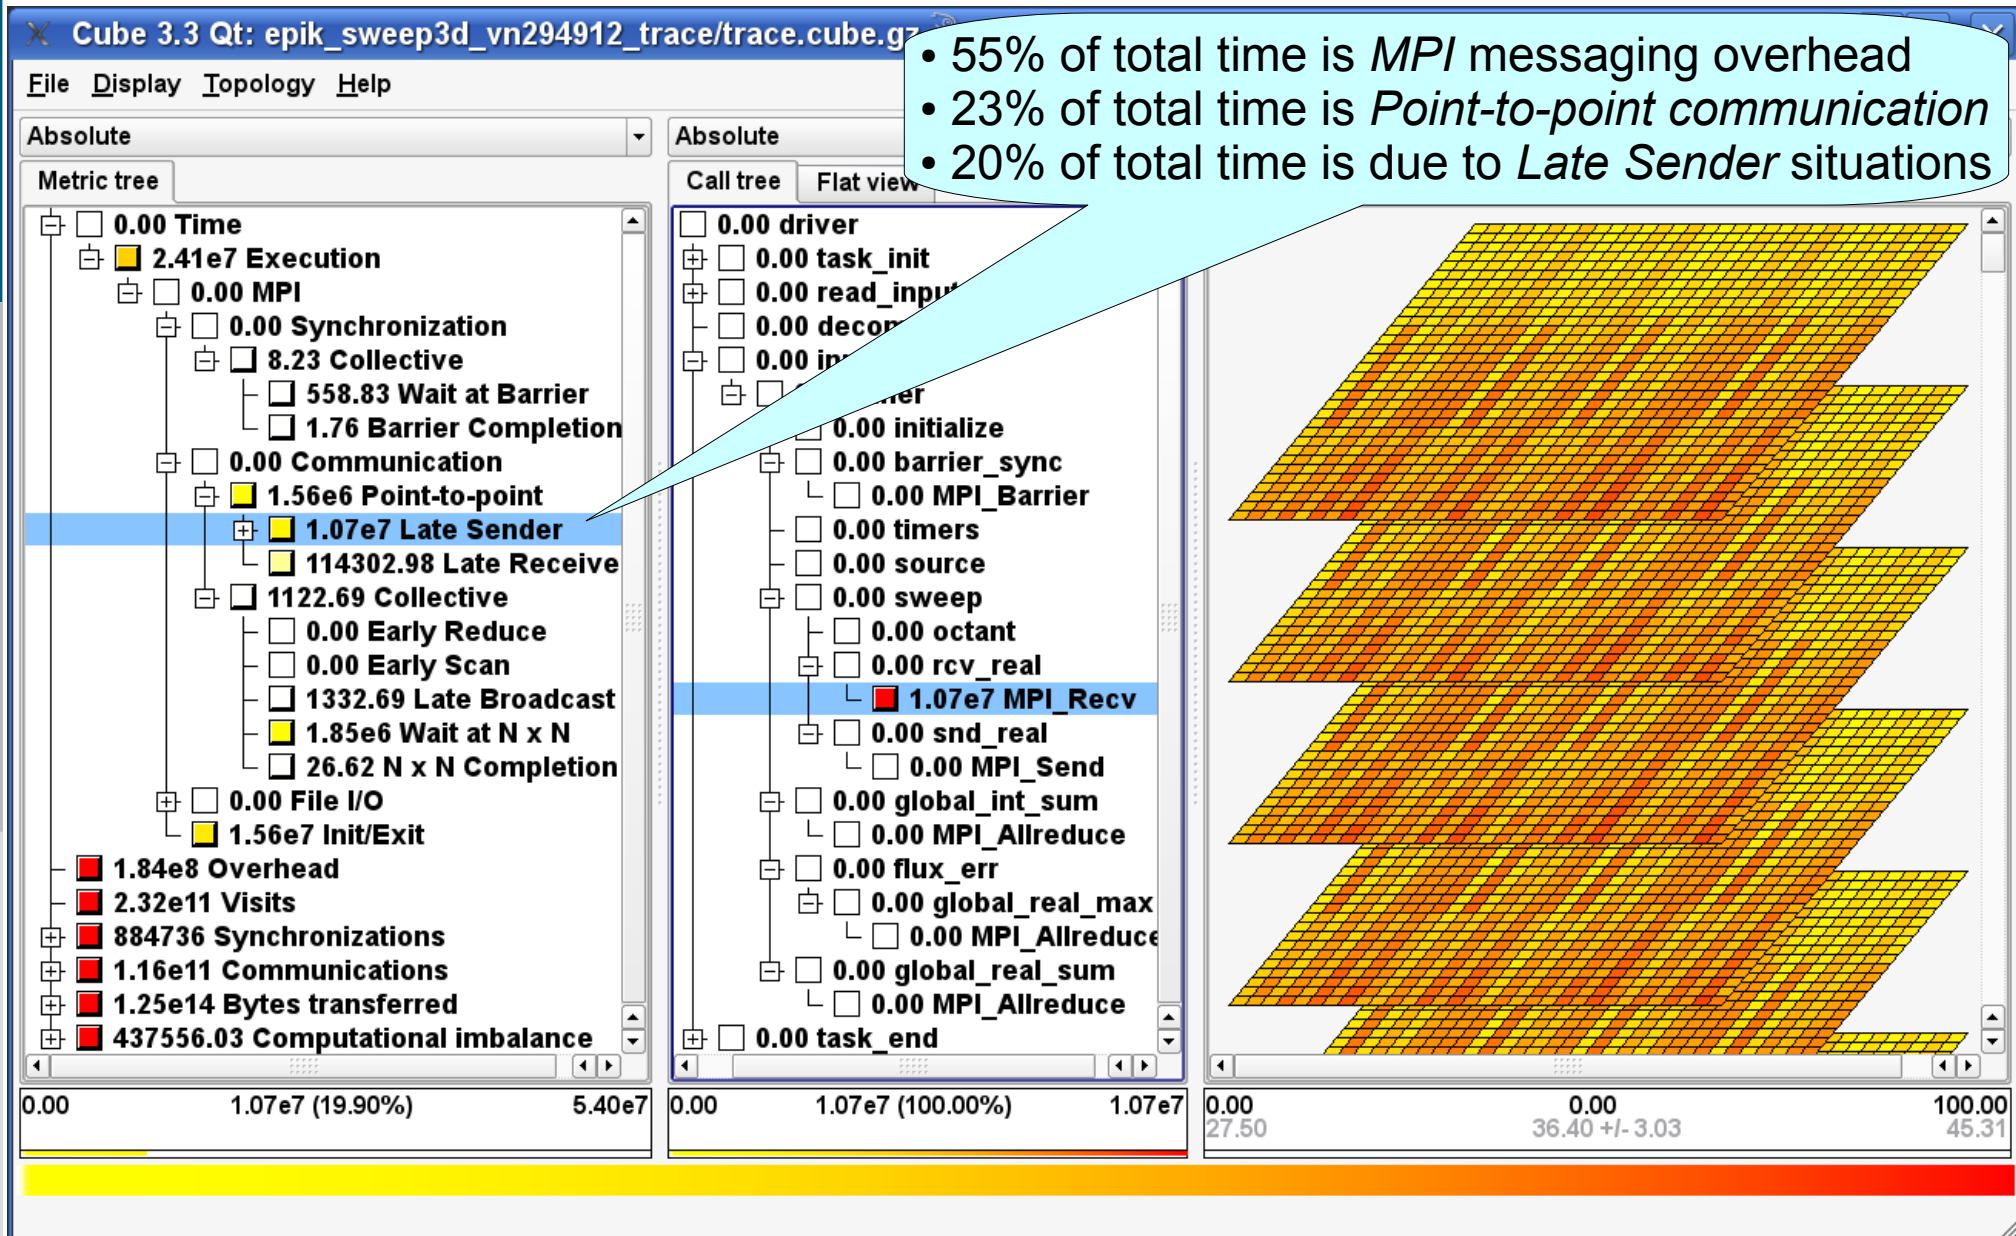 Cube 3.3 Qt: epik_sweep3d_vn294912_trace/trace.cube.gz
• 55% of total time is MPI messaging overhead
• 23% of total time is Point-to-point communication
• 20% of total time is due to Late Sender situations
File Display Topology Help
Absolute
Metric tree
0.00 Time
2.41e7 Execution
0.00 MPI
0.00 Synchronization
8.23 Collective
558.83 Wait at Barrier
1.76 Barrier Completion
0.00 Communication
1.56e6 Point-to-point
1.07e7 Late Sender
114302.98 Late Receive
1122.69 Collective
0.00 Early Reduce
0.00 Early Scan
1332.69 Late Broadcast
1.85e6 Wait at N x N
26.62 N x N Completion
0.00 File I/O
1.56e7 Init/Exit
1.84e8 Overhead
2.32e11 Visits
884736 Synchronizations
1.16e11 Communications
1.25e14 Bytes transferred
437556.03 Computational imbalance
0.00 1.07e7 (19.90%) 5.40e7
Absolute
Call tree Flat view
0.00 driver
0.00 task_init
0.00 read_input
0.00
0.00
0.00 initialize
0.00 barrier_sync
0.00 MPI_Barrier
0.00 timers
0.00 source
0.00 sweep
0.00 octant
0.00 rcv_real
1.07e7 MPI_Recv
0.00 snd_real
0.00 MPI_Send
0.00 global_int_sum
0.00 MPI_Allreduce
0.00 flux_err
0.00 global_real_max
0.00 MPI_Allreduce
0.00 global_real_sum
0.00 MPI_Allreduce
0.00 task_end
0.00 1.07e7 (100.00%) 1.07e7
0.00 0.00 100.00
27.50 36.40 +/- 3.03 45.31